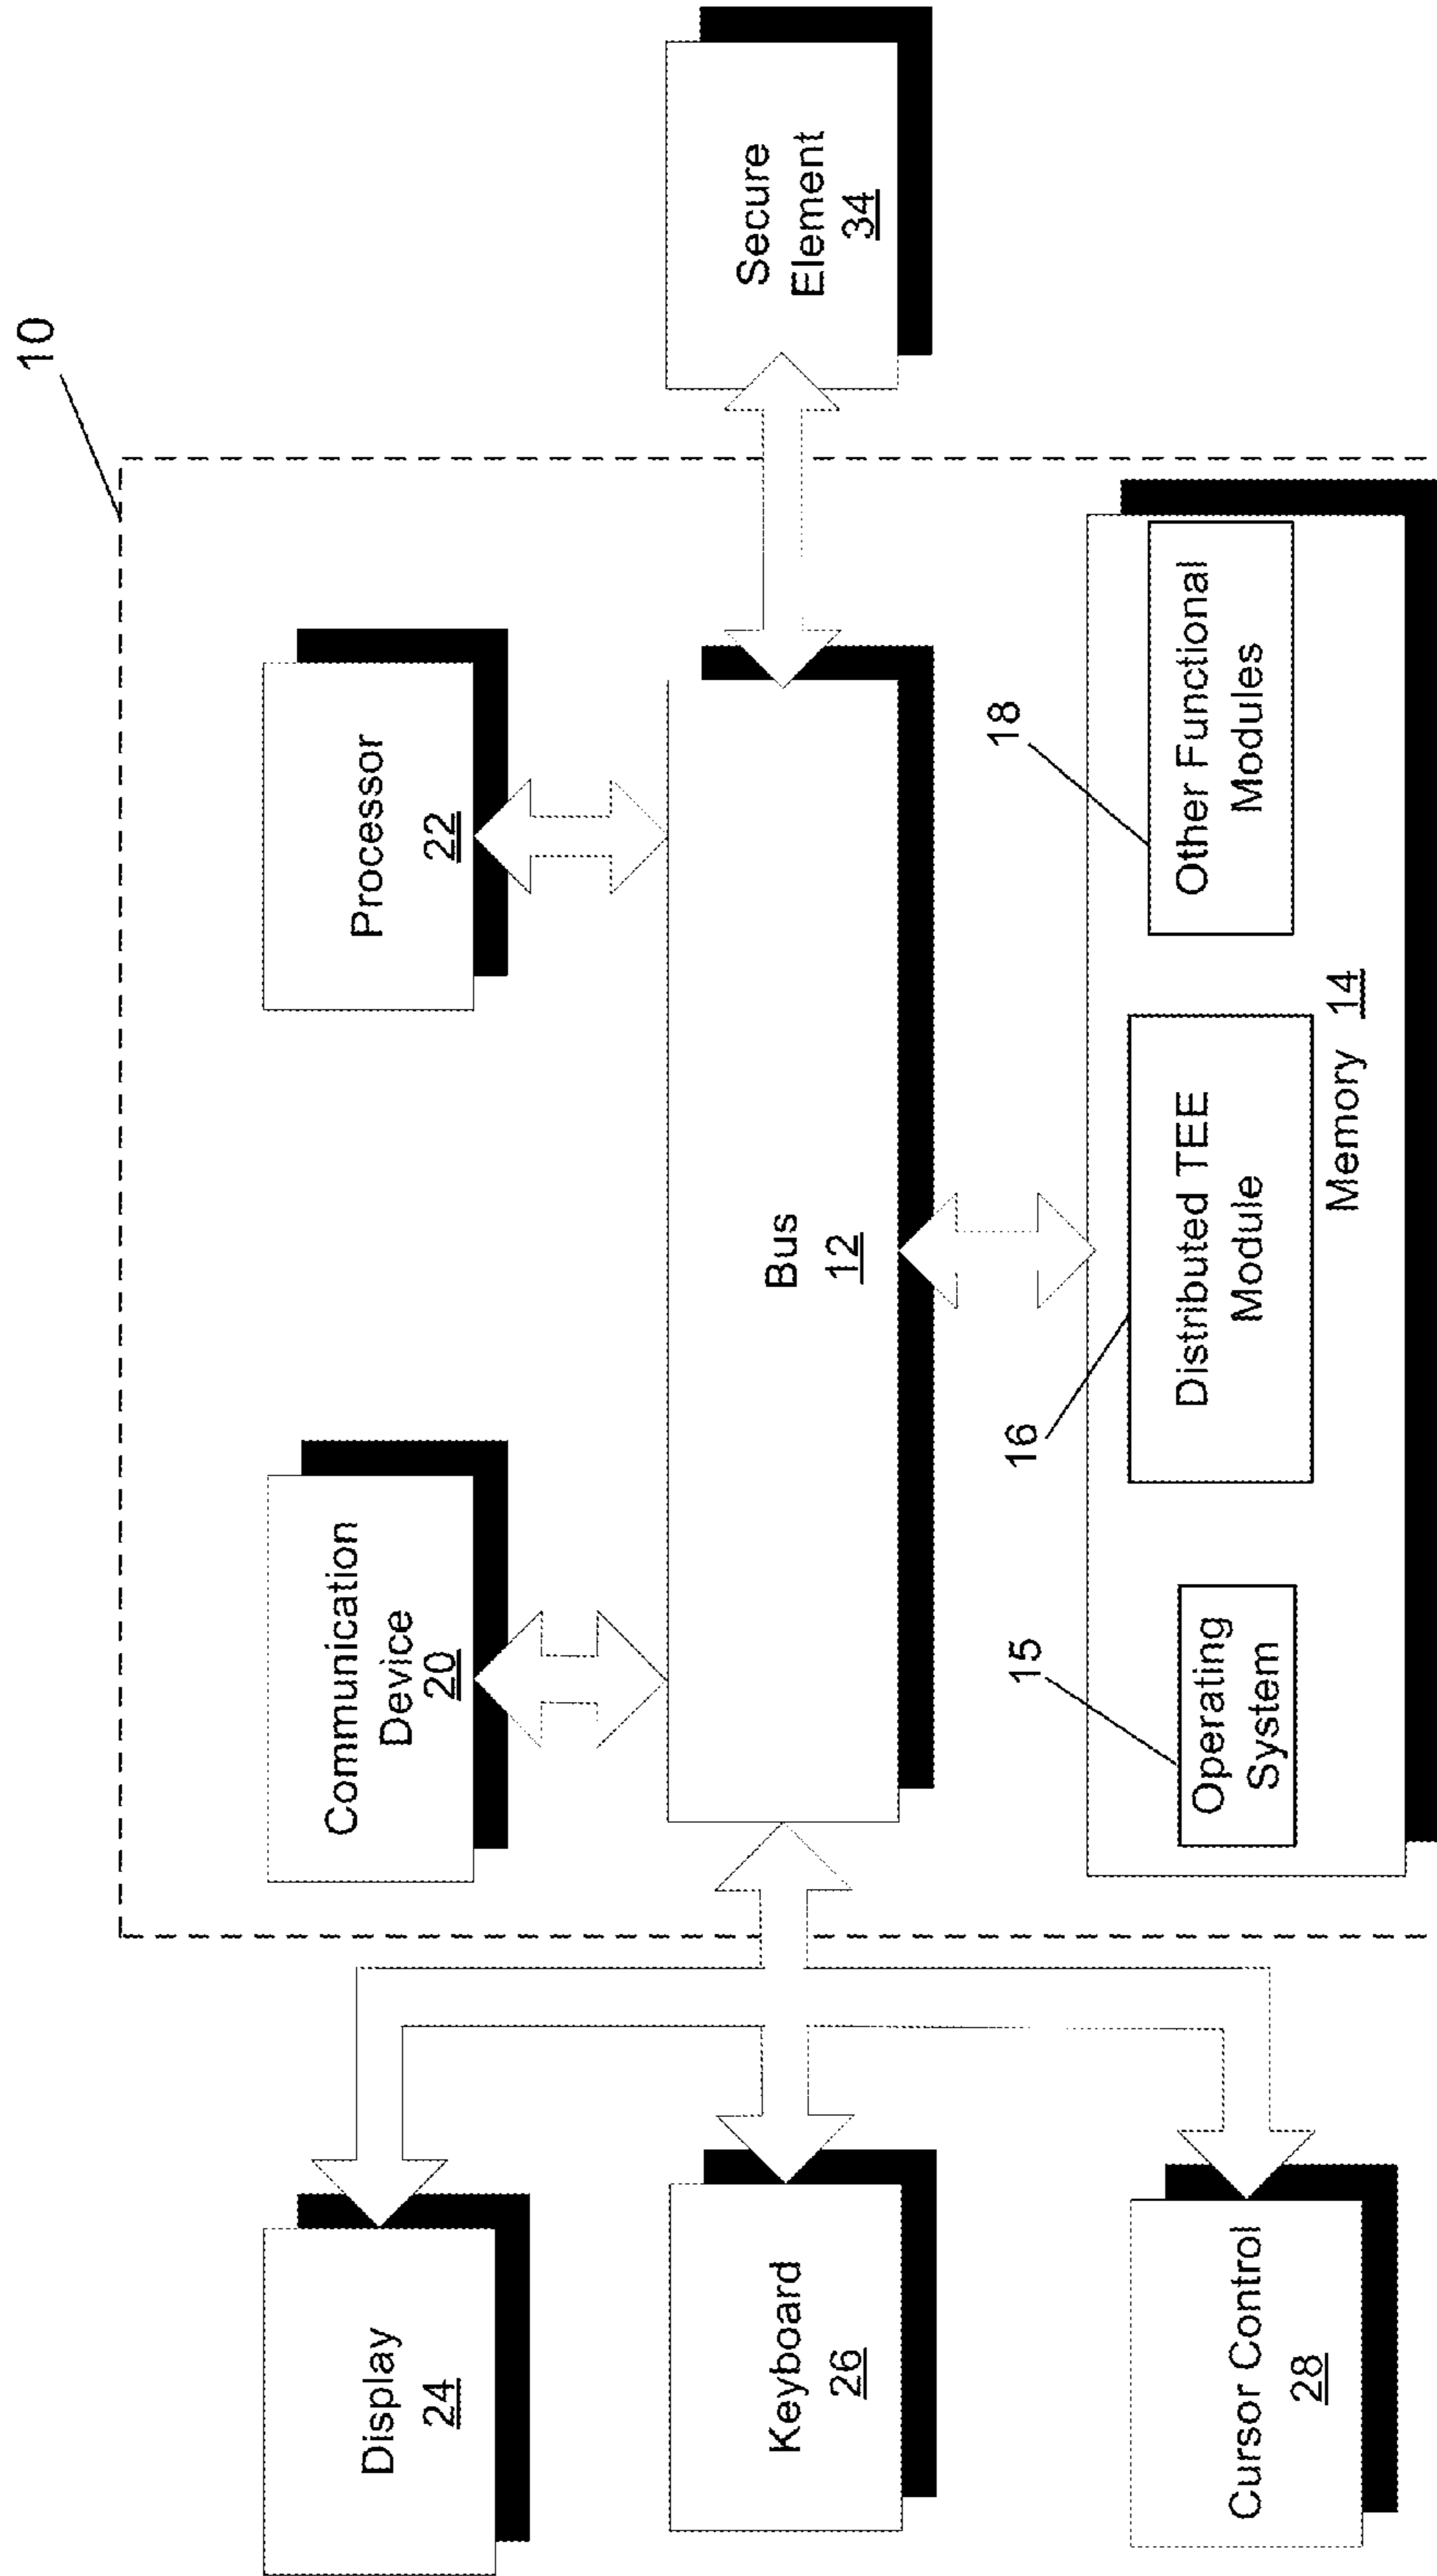 10
Display
24
Communication
Device
20
Processor
22
Keyboard
26
Bus
12
Secure
Element
34
15
16
18
Cursor Control
28
Operating
System
Distributed TEE
Module
Other Functional
Modules
Memory 14